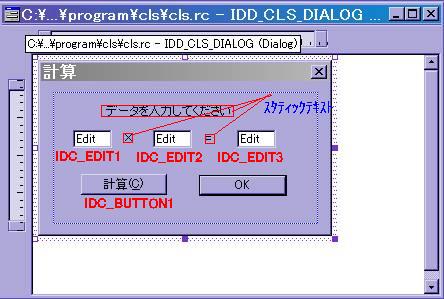 C:¥...¥program¥cls¥cls.rc - IDD_CLS_DIALOG
C:¥...¥program¥cls¥cls.rc - IDD_CLS_DIALOG (Dialog)
計算
データを入力してください
スタティックテキスト
Edit × Edit = Edit
IDC_EDIT1 IDC_EDIT2 IDC_EDIT3
計算(C) OK
IDC_BUTTON1